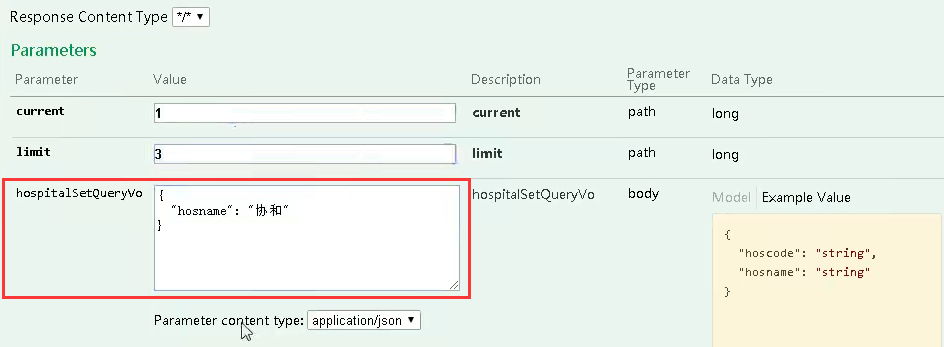 Response Content Type */*
Parameters
Parameter Value Description Parameter Type Data Type
current 1 current path long
limit 3 limit path long
hospitalSetQueryVo hospitalSetQueryVo body
{
"hosname": "协和"
}
Model Example Value
{
"hoscode": "string",
"hosname": "string"
}
Parameter content type: application/json